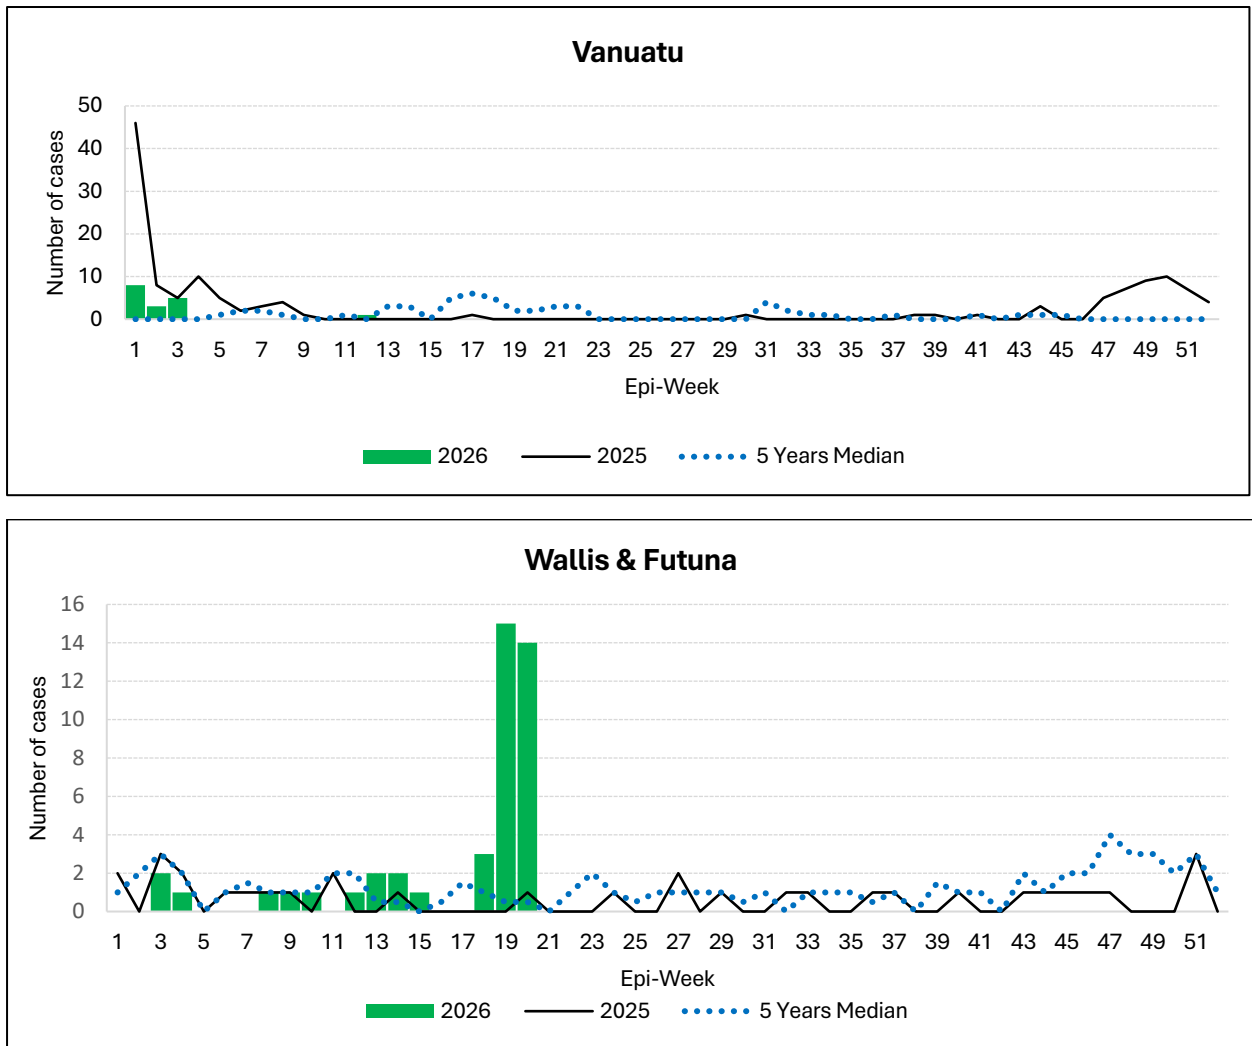 Vanuatu
50
40
30
20
10
0
Number of cases
1 3 5 7 9 11 13 15 17 19 21 23 25 27 29 31 33 35 37 39 41 43 45 47 49 51
Epi-Week
2026 2025 5 Years Median
Wallis & Futuna
16
14
12
10
8
6
4
2
0
Number of cases
1 3 5 7 9 11 13 15 17 19 21 23 25 27 29 31 33 35 37 39 41 43 45 47 49 51
Epi-Week
2026 2025 5 Years Median